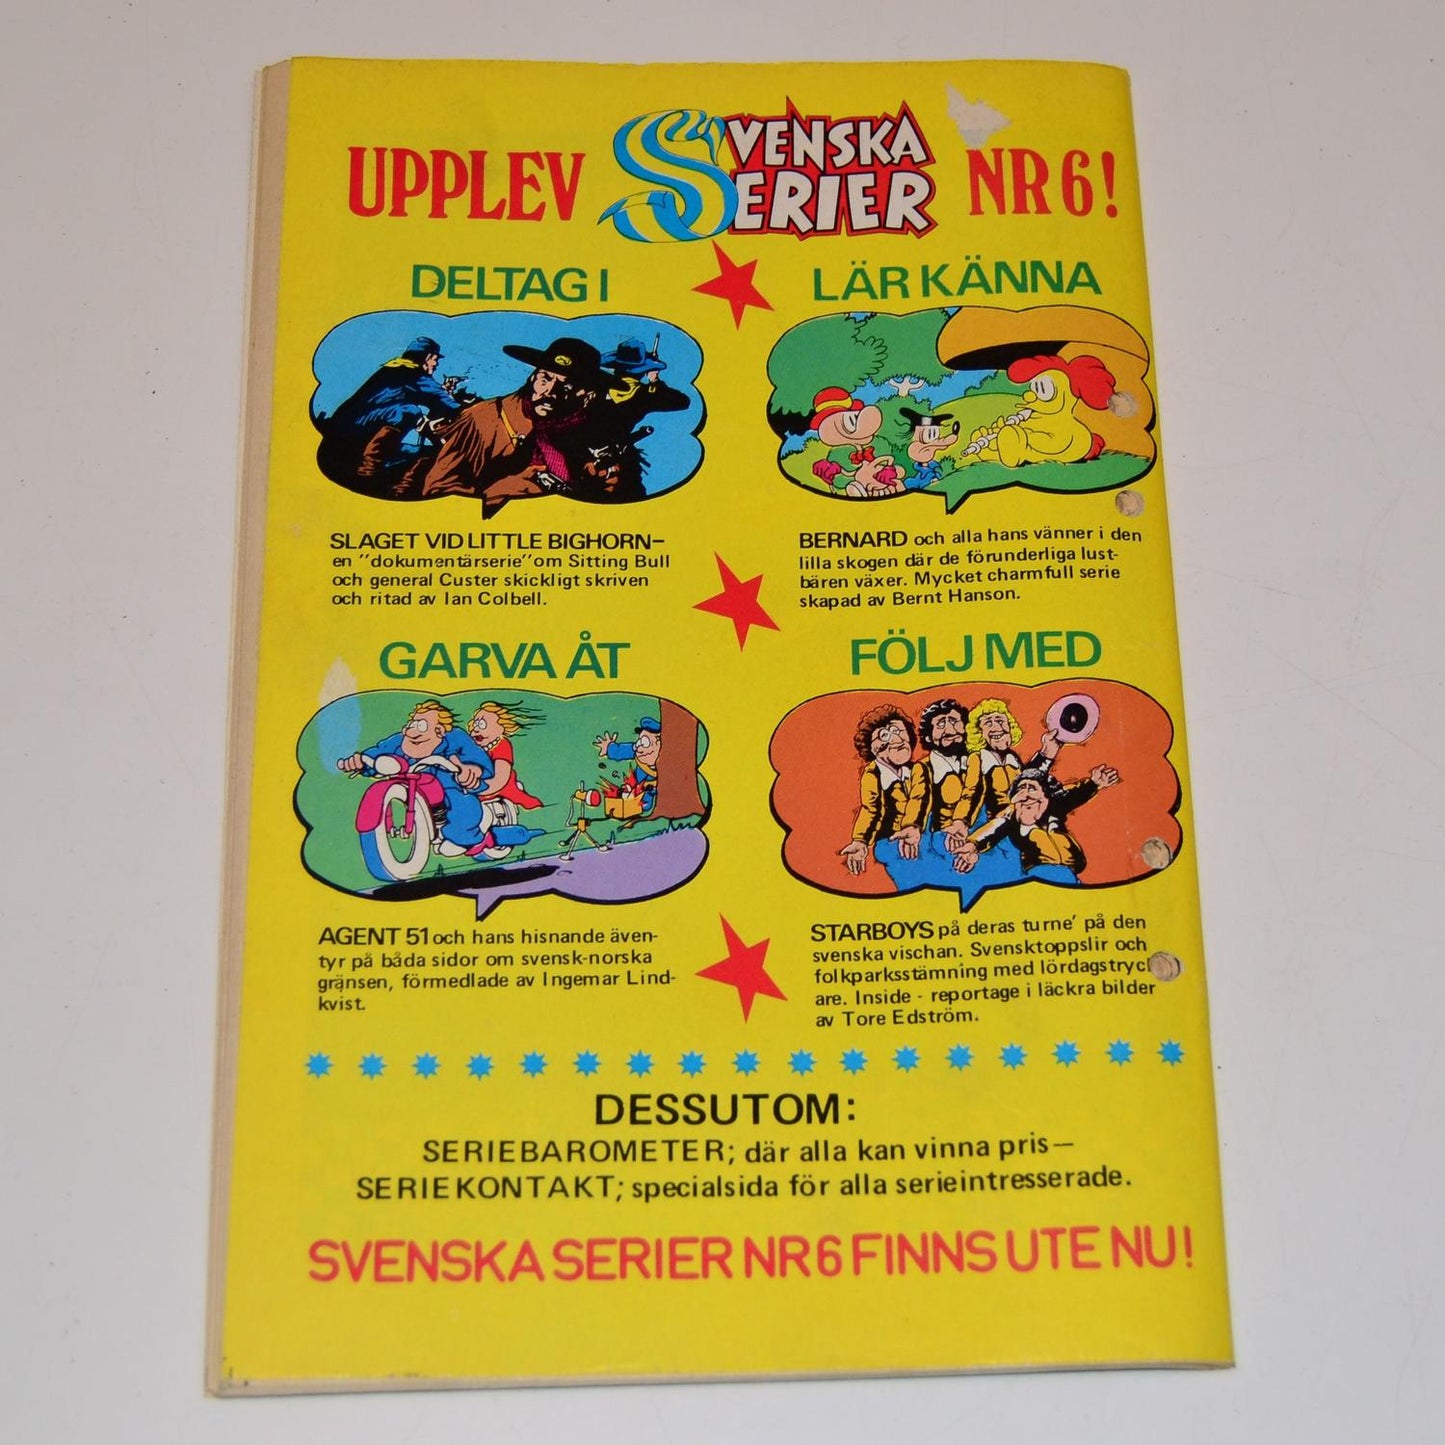 UPPLEV SVENSKA SERIER NR 6!
DELTAG I
SLAGET VID LITTLE BIGHORN—
en "dokumentärserie" om Sitting Bull
och general Custer skickligt skriven
och ritad av Ian Colbell.
LÄR KÄNNA
BERNARD och alla hans vänner i den
lilla skogen där de förunderliga lust-
bären växer. Mycket charmfull serie
skapad av Bernt Hanson.
GARVA ÅT
AGENT 51 och hans hisnande även-
tyr på båda sidor om svensk-norska
gränsen, förmedlade av Ingemar Lind-
kvist.
FÖLJ MED
STARBOYS på deras turne' på den
svenska vischan. Svensktoppslir och
folkparksstämning med lördagstryck
are. Inside - reportage i läckra bilder
av Tore Edström.
DESSUTOM:
SERIEBAROMETER; där alla kan vinna pris—
SERIEKONTAKT; specialsida för alla serieintresserade.
SVENSKA SERIER NR 6 FINNS UTE NU!